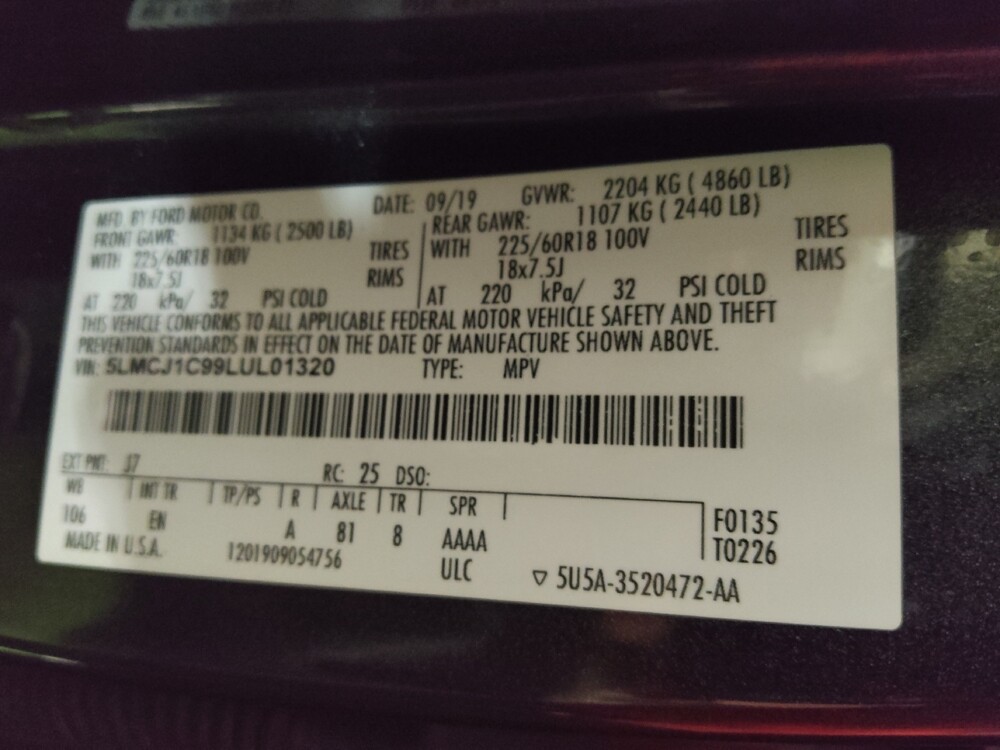 MFD. BY FORD MOTOR CO. DATE: 09/19 GVWR: 2204 KG ( 4860 LB)
FRONT GAWR: 1134 KG ( 2500 LB) REAR GAWR: 1107 KG ( 2440 LB)
WITH 225/60R18 100V TIRES WITH 225/60R18 100V TIRES
18x7.5J RIMS 18x7.5J RIMS
AT 220 kPa/ 32 PSI COLD AT 220 kPa/ 32 PSI COLD
THIS VEHICLE CONFORMS TO ALL APPLICABLE FEDERAL MOTOR VEHICLE SAFETY AND THEFT
PREVENTION STANDARDS IN EFFECT ON THE DATE OF MANUFACTURE SHOWN ABOVE.
VIN: 5LMCJ1C99LUL01320 TYPE: MPV
EXT PNT: J7 RC: 25 DSO:
WB INT TR TP/PS R AXLE TR SPR F0135
106 EN A 81 8 AAAA T0226
MADE IN U.S.A. 1201909054756 ULC ▽ 5U5A-3520472-AA